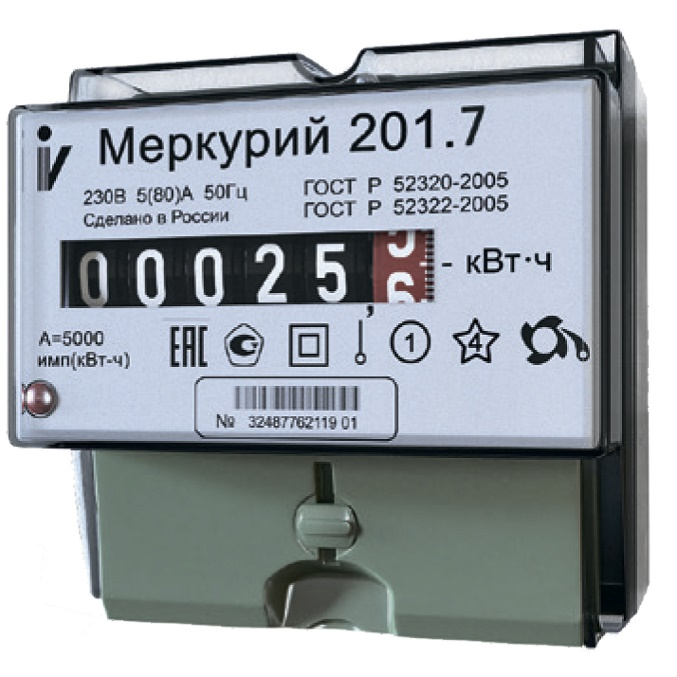 Меркурий 201.7
230В 5(80)А 50Гц
Сделано в России
ГОСТ Р 52320-2005
ГОСТ Р 52322-2005
00025 - кВт·ч
А=5000
имп(кВт-ч)
ЕАС
1
4
№ 32487762119 01